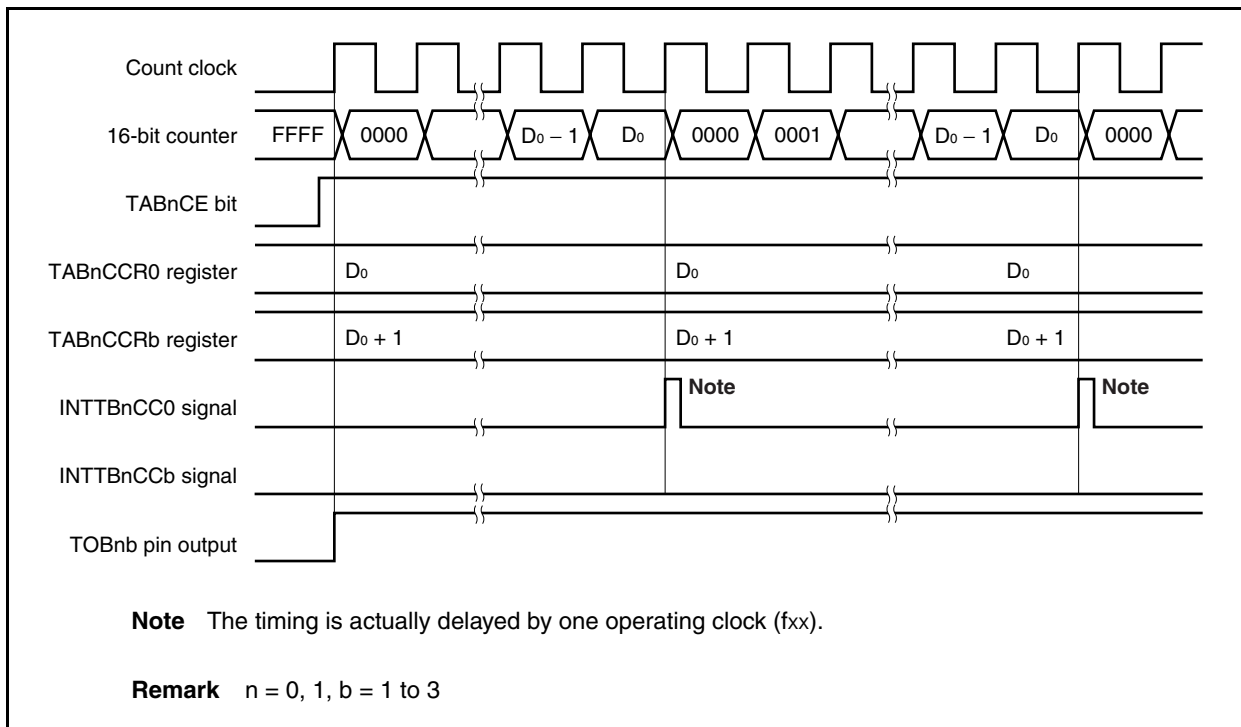 Count clock
16-bit counter FFFF 0000 D0 − 1 D0 0000 0001 D0 − 1 D0 0000
TABnCE bit
TABnCCR0 register D0 D0 D0
TABnCCRb register D0 + 1 D0 + 1 D0 + 1
INTTBnCC0 signal Note Note
INTTBnCCb signal
TOBnb pin output
Note The timing is actually delayed by one operating clock (fxx).
Remark n = 0, 1, b = 1 to 3